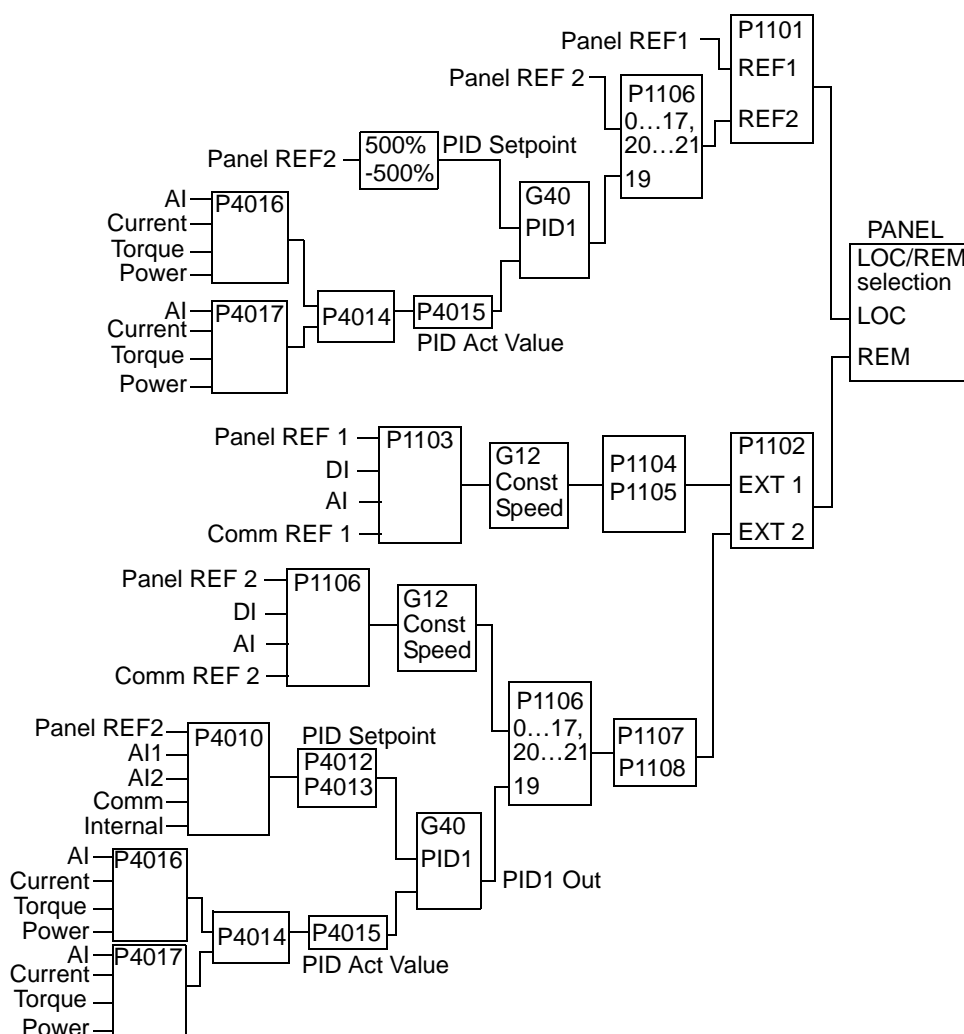 Panel REF1
P1101
REF1
REF2
Panel REF 2
P1106
0…17,
20…21
19
Panel REF2
500%
-500%
PID Setpoint
G40
PID1
AI
Current
Torque
Power
P4016
AI
Current
Torque
Power
P4017
P4014
P4015
PID Act Value
PANEL
LOC/REM
selection
LOC
REM
Panel REF 1
DI
AI
Comm REF 1
P1103
G12
Const
Speed
P1104
P1105
P1102
EXT 1
EXT 2
Panel REF 2
DI
AI
Comm REF 2
P1106
G12
Const
Speed
P1106
0…17,
20…21
19
P1107
P1108
Panel REF2
AI1
AI2
Comm
Internal
P4010
PID Setpoint
P4012
P4013
G40
PID1
PID1 Out
AI
Current
Torque
Power
P4016
AI
Current
Torque
Power
P4017
P4014
P4015
PID Act Value